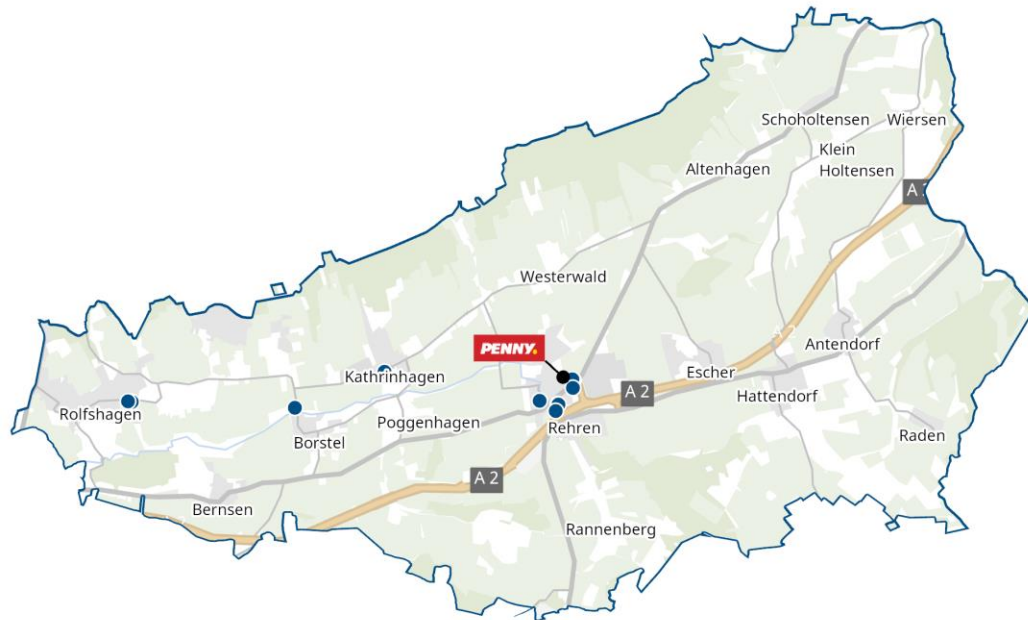 Schoholtensen
Wiersen
Klein
Holtensen
Altenhagen
A
Westerwald
A 2
PENNY.
Antendorf
Kathrinhagen
Escher
A 2
Hattendorf
Rolfshagen
Poggenhagen
Rehren
Raden
Borstel
A 2
Bernsen
Rannenberg